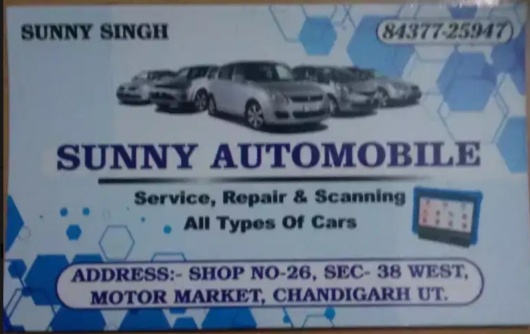 SUNNY SINGH
84377-25947
SUNNY AUTOMOBILE
Service, Repair & Scanning
All Types Of Cars
ADDRESS:- SHOP NO-26, SEC- 38 WEST,
MOTOR MARKET, CHANDIGARH UT.